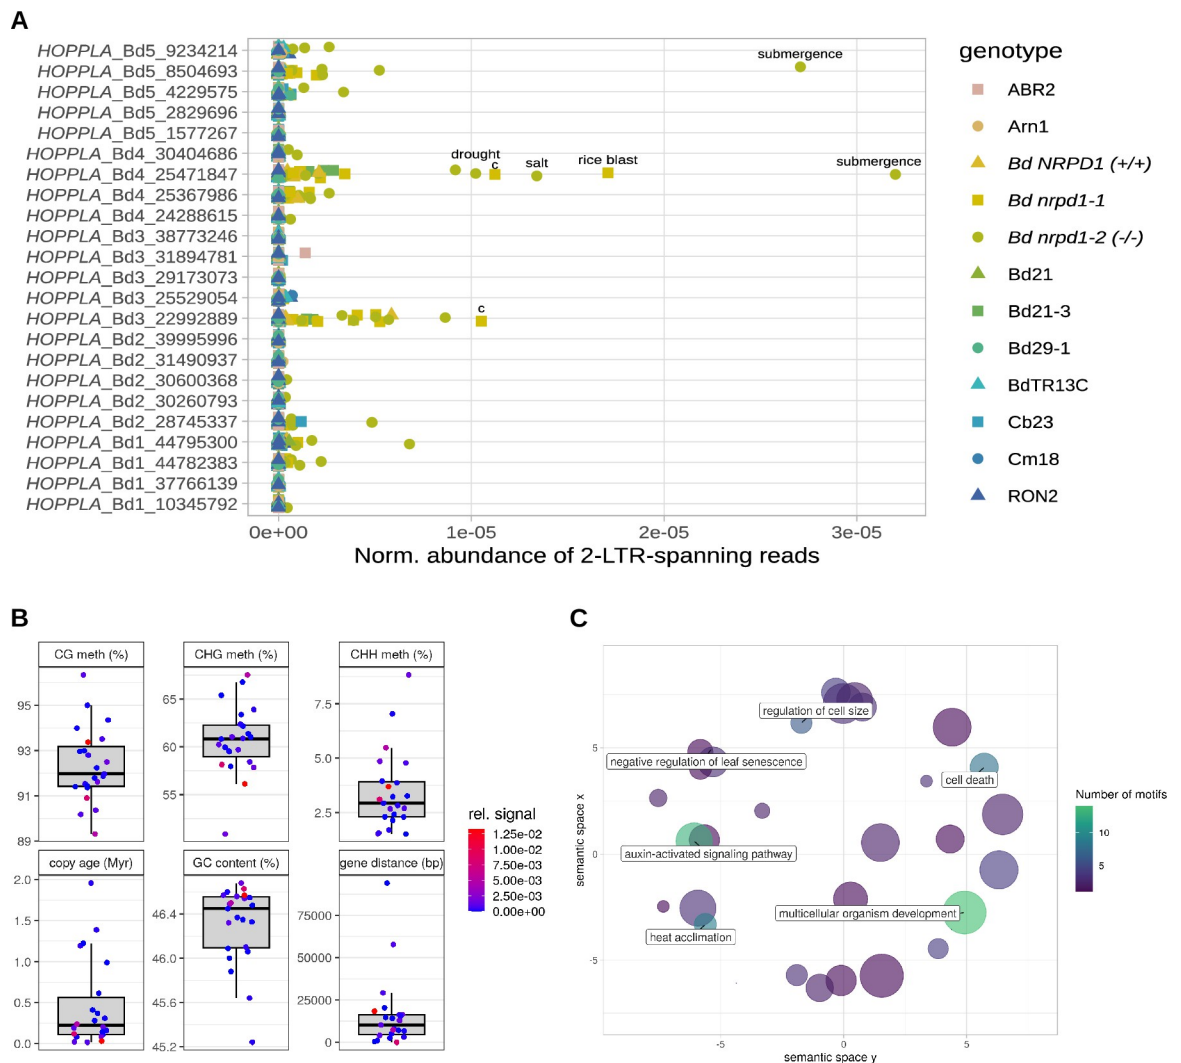 A
HOPPLA_Bd5_9234214
HOPPLA_Bd5_8504693
HOPPLA_Bd5_4229575
HOPPLA_Bd5_2829696
HOPPLA_Bd5_1577267
HOPPLA_Bd4_30404686
HOPPLA_Bd4_25471847
HOPPLA_Bd4_25367986
HOPPLA_Bd4_24288615
HOPPLA_Bd3_38773246
HOPPLA_Bd3_31894781
HOPPLA_Bd3_29173073
HOPPLA_Bd3_25529054
HOPPLA_Bd3_22992889
HOPPLA_Bd2_39995996
HOPPLA_Bd2_31490937
HOPPLA_Bd2_30600368
HOPPLA_Bd2_30260793
HOPPLA_Bd2_28745337
HOPPLA_Bd1_44795300
HOPPLA_Bd1_44782383
HOPPLA_Bd1_37766139
HOPPLA_Bd1_10345792
submergence
drought
c
salt
rice blast
submergence
c
0e+00 1e-05 2e-05 3e-05
Norm. abundance of 2-LTR-spanning reads
genotype
ABR2
Arn1
Bd NRPD1 (+/+)
Bd nrpd1-1
Bd nrpd1-2 (-/-)
Bd21
Bd21-3
Bd29-1
BdTR13C
Cb23
Cm18
RON2
B
CG meth (%)
95
93
91
89
CHG meth (%)
65
60
55
CHH meth (%)
7.5
5.0
2.5
copy age (Myr)
2.0
1.5
1.0
0.5
0.0
GC content (%)
46.4
46.0
45.6
45.2
gene distance (bp)
75000
50000
25000
0
rel. signal
1.25e-02
1.00e-02
7.50e-03
5.00e-03
2.50e-03
0.00e+00
C
semantic space x
5
0
-5
regulation of cell size
negative regulation of leaf senescence
cell death
auxin-activated signaling pathway
multicellular organism development
heat acclimation
-5 0 5
semantic space y
Number of motifs
10
5